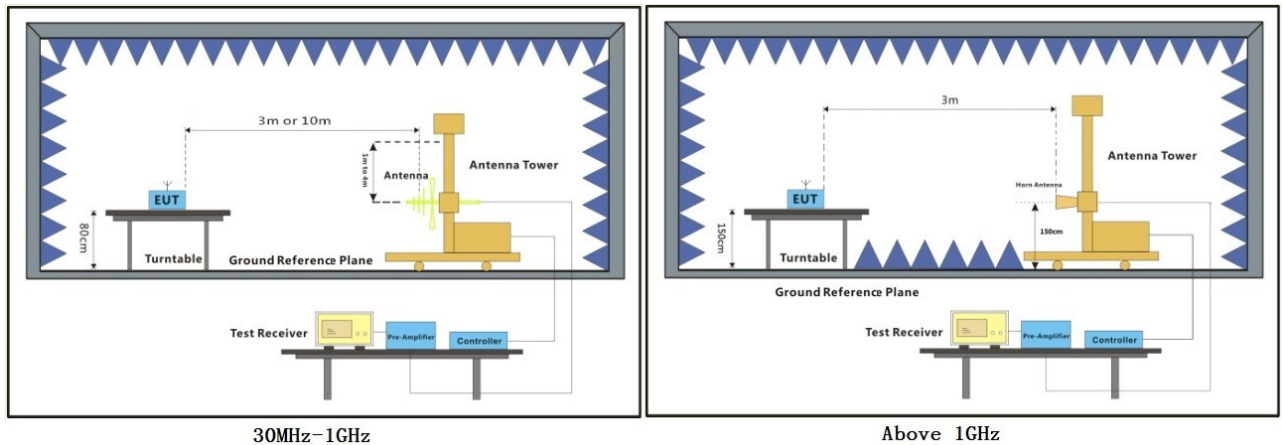 3m or 10m
1m to 4m
Antenna
Antenna Tower
EUT
80cm
Turntable
Ground Reference Plane
Test Receiver
Pre-Amplifier
Controller
30MHz-1GHz
3m
Antenna Tower
Horn Antenna
EUT
150cm
150cm
Turntable
Ground Reference Plane
Test Receiver
Pre-Amplifier
Controller
Above 1GHz